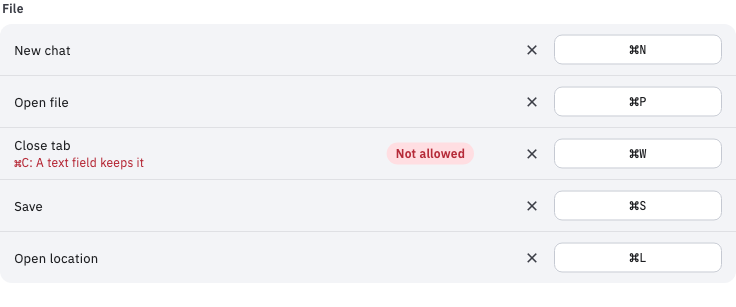 File
New chat
⌘N
Open file
⌘P
Close tab
⌘C: A text field keeps it
Not allowed
⌘W
Save
⌘S
Open location
⌘L